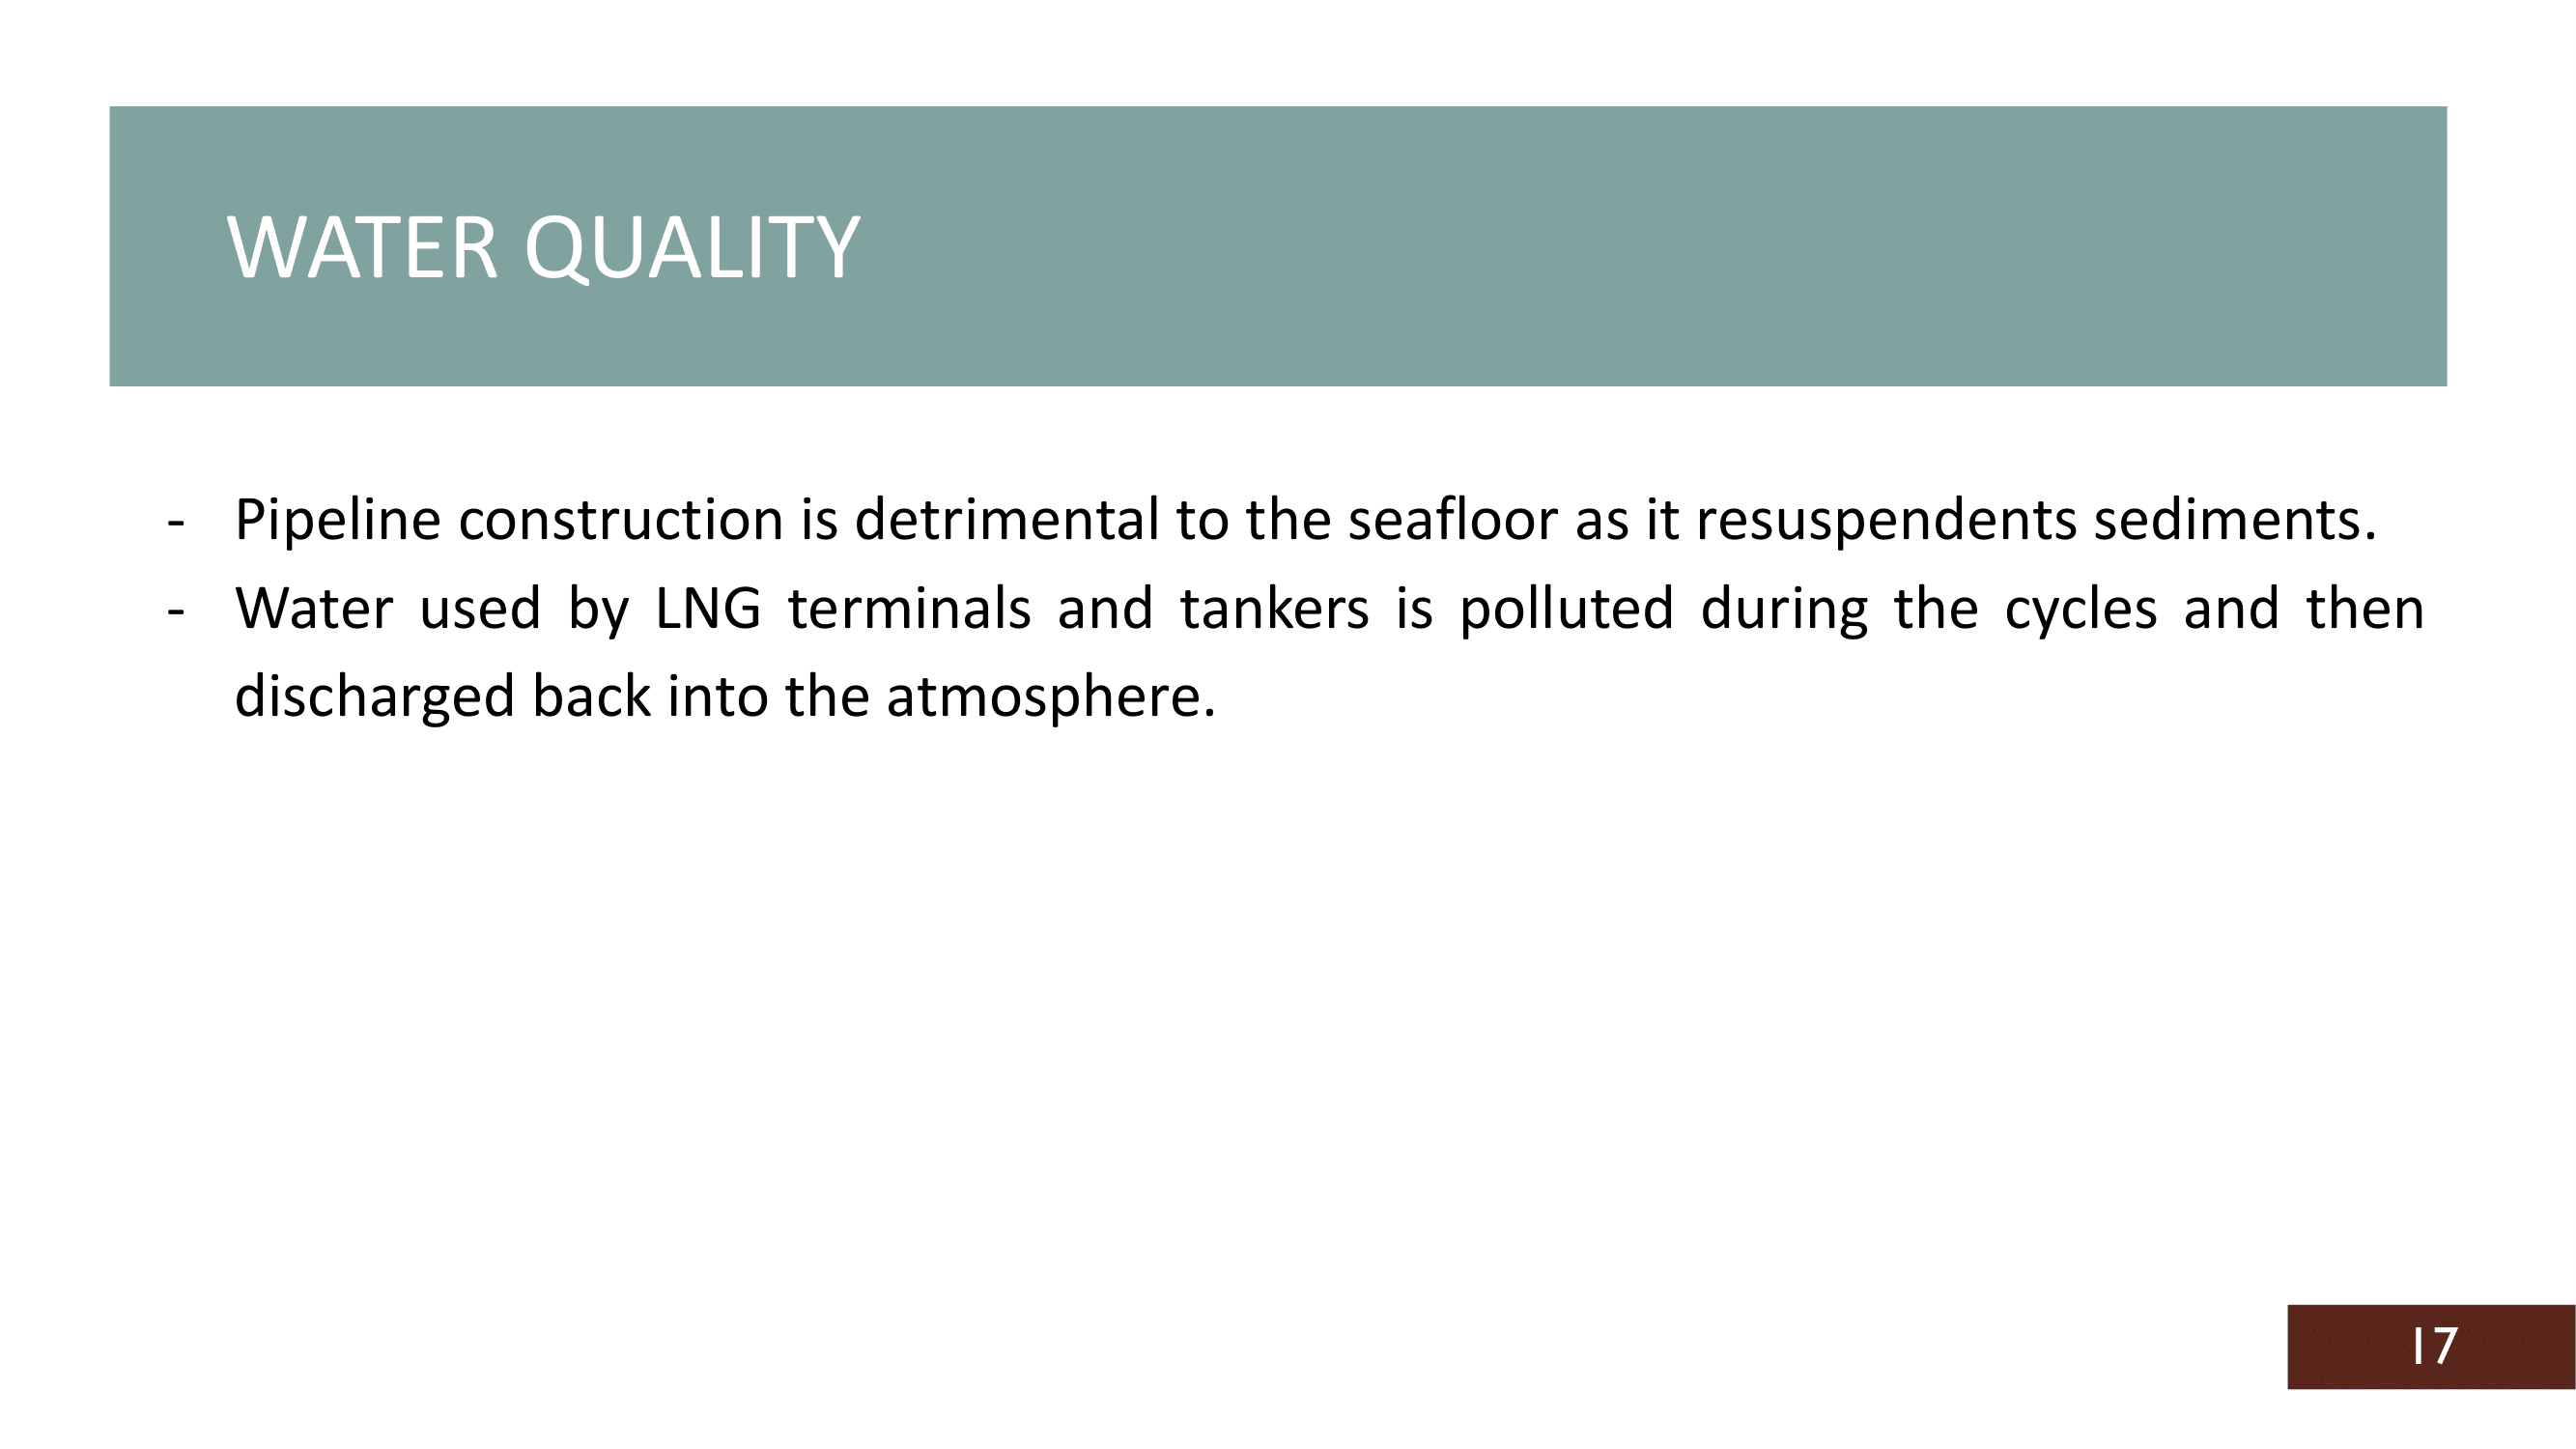 WATER QUALITY
- Pipeline construction is detrimental to the seafloor as it resuspendents sediments.
- Water used by LNG terminals and tankers is polluted during the cycles and then
discharged back into the atmosphere.
17